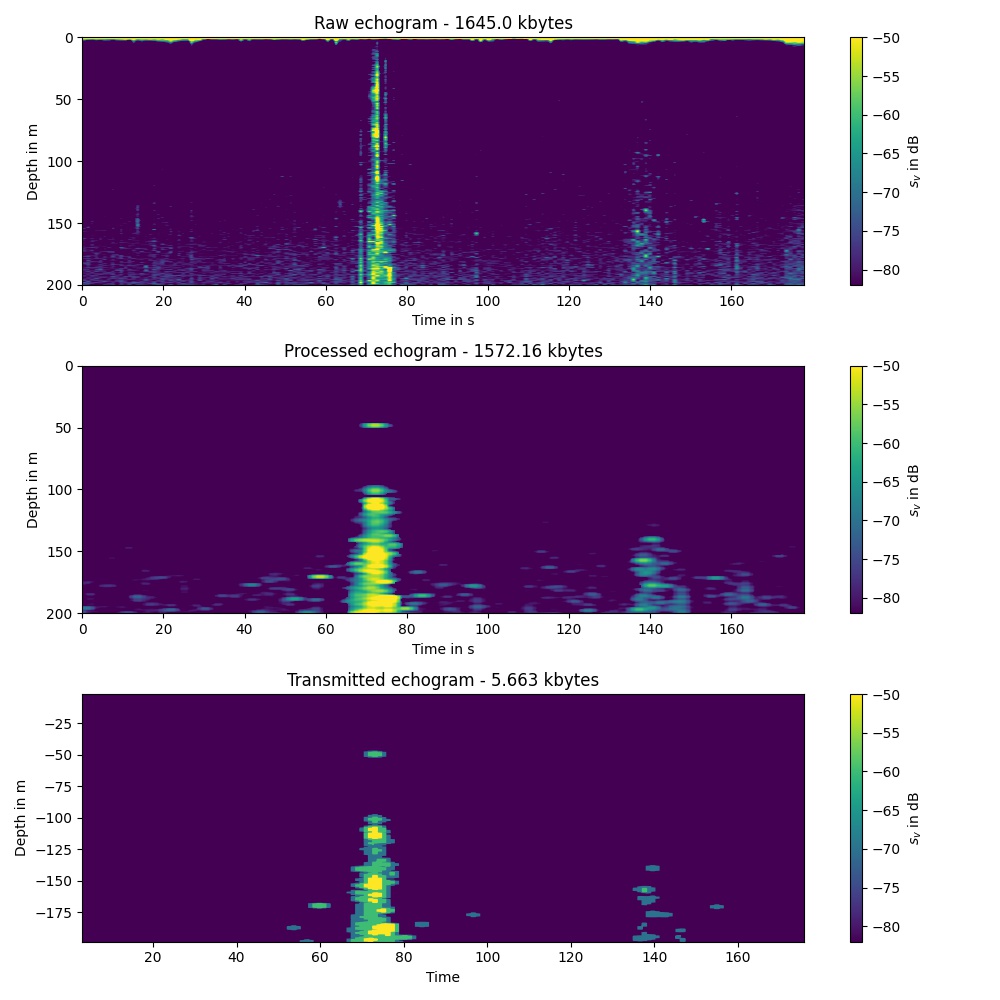 Raw echogram - 1645.0 kbytes
0
50
100
150
200
Depth in m
0 20 40 60 80 100 120 140 160
Time in s
−50
−55
−60
−65
−70
−75
−80
sv in dB
Processed echogram - 1572.16 kbytes
0
50
100
150
200
Depth in m
0 20 40 60 80 100 120 140 160
Time in s
−50
−55
−60
−65
−70
−75
−80
sv in dB
Transmitted echogram - 5.663 kbytes
−25
−50
−75
−100
−125
−150
−175
Depth in m
20 40 60 80 100 120 140 160
Time
−50
−55
−60
−65
−70
−75
−80
sv in dB